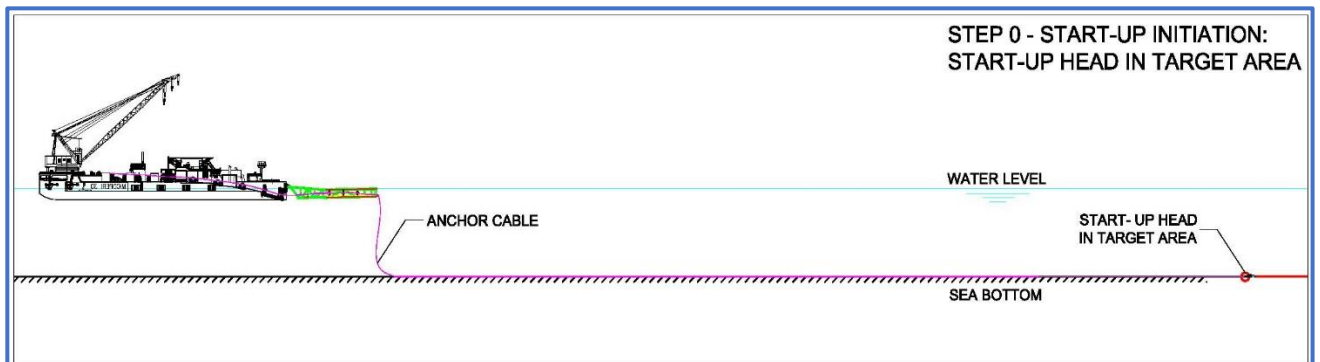 STEP 0 - START-UP INITIATION:
START-UP HEAD IN TARGET AREA
WATER LEVEL
ANCHOR CABLE
START- UP HEAD
IN TARGET AREA
SEA BOTTOM